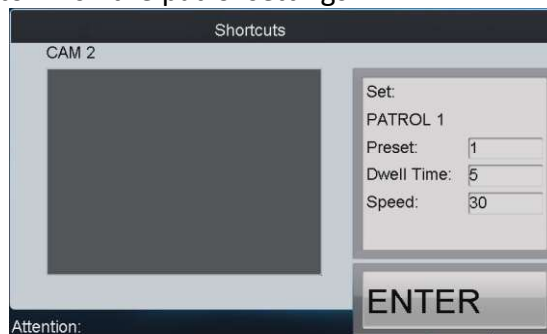 Shortcuts
CAM 2
Set:
PATROL 1
Preset: 1
Dwell Time: 5
Speed: 30
ENTER
Attention: